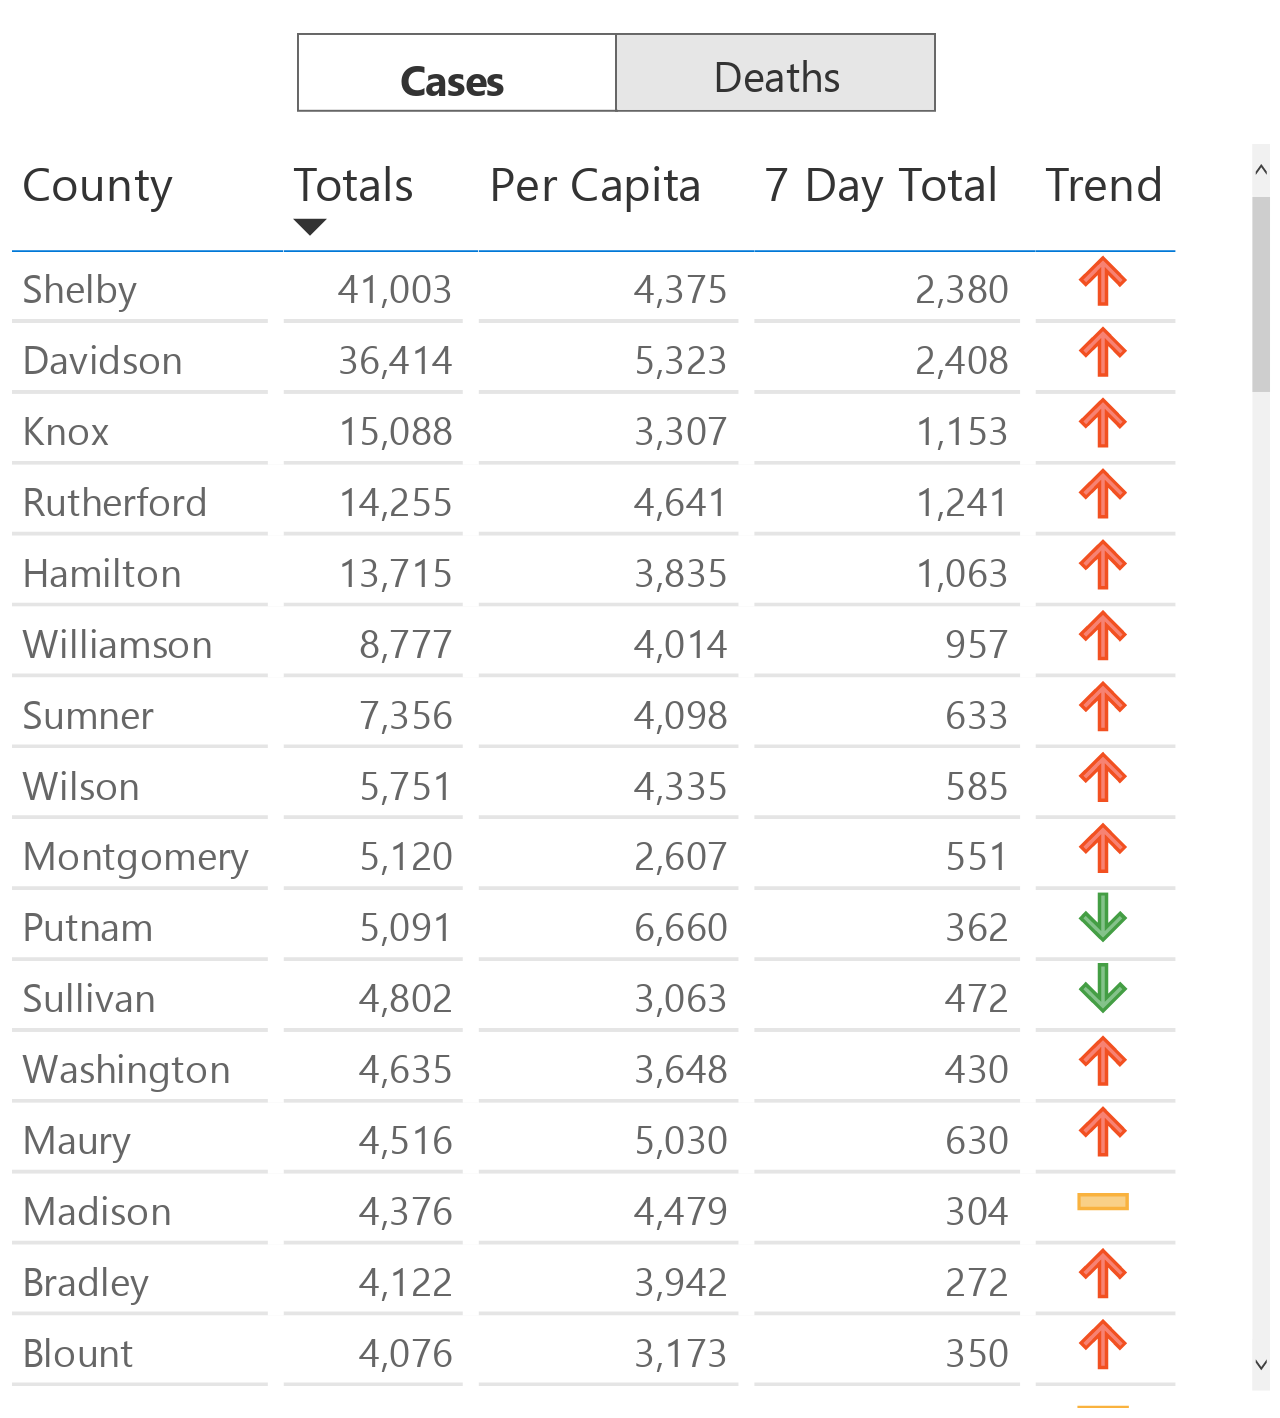 Cases Deaths
County Totals Per Capita 7 Day Total Trend
Shelby 41,003 4,375 2,380
Davidson 36,414 5,323 2,408
Knox 15,088 3,307 1,153
Rutherford 14,255 4,641 1,241
Hamilton 13,715 3,835 1,063
Williamson 8,777 4,014 957
Sumner 7,356 4,098 633
Wilson 5,751 4,335 585
Montgomery 5,120 2,607 551
Putnam 5,091 6,660 362
Sullivan 4,802 3,063 472
Washington 4,635 3,648 430
Maury 4,516 5,030 630
Madison 4,376 4,479 304
Bradley 4,122 3,942 272
Blount 4,076 3,173 350